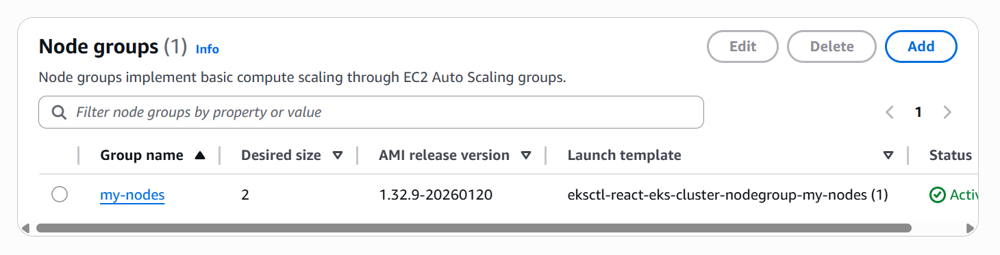 Node groups (1) Info
Edit
Delete
Add
Node groups implement basic compute scaling through EC2 Auto Scaling groups.
Filter node groups by property or value
1
Group name Desired size AMI release version Launch template Status
my-nodes 2 1.32.9-20260120 eksctl-react-eks-cluster-nodegroup-my-nodes (1) Activ